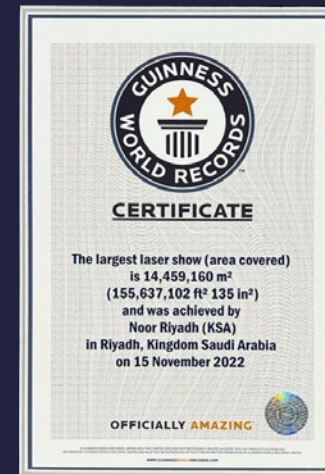 GUINNESS
WORLD RECORDS
CERTIFICATE
The largest laser show (area covered)
is 14,459,160 m²
(155,637,102 ft² 135 in²)
and was achieved by
Noor Riyadh (KSA)
in Riyadh, Kingdom Saudi Arabia
on 15 November 2022
OFFICIALLY AMAZING